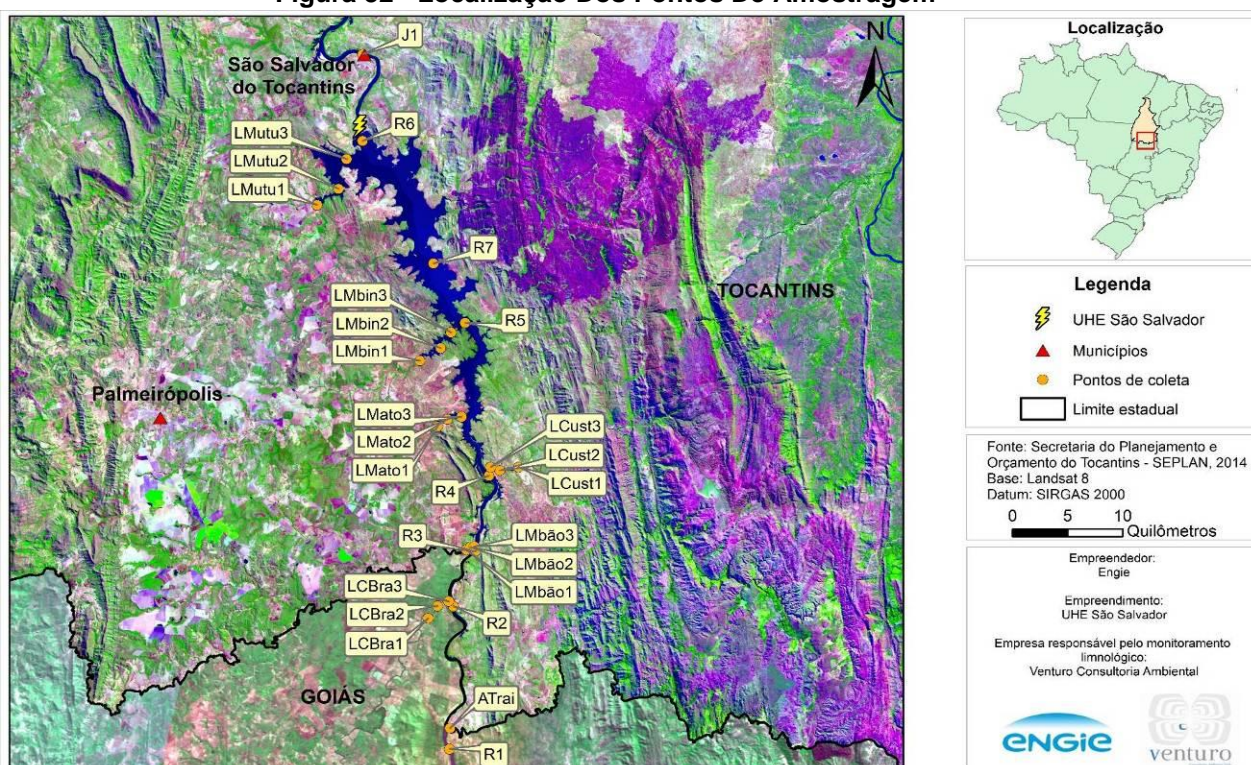 Figura 32 - Localização Dos Pontos De Amostragem
J1
São Salvador
do Tocantins
N
R6
LMutu3
LMutu2
LMutu1
R7
TOCANTINS
LMbin3
LMbin2
LMbin1
R5
Palmeirópolis
LMato3
LMato2
LMato1
LCust3
LCust2
LCust1
R4
R3
LMbão3
LMbão2
LMbão1
LCBra3
LCBra2
LCBra1
R2
GOIÁS
ATrai
R1
Localização
Legenda
UHE São Salvador
Municípios
Pontos de coleta
Limite estadual
Fonte: Secretaria do Planejamento e
Orçamento do Tocantins - SEPLAN, 2014
Base: Landsat 8
Datum: SIRGAS 2000
0 5 10
Quilômetros
Empreendedor:
Engie
Empreendimento:
UHE São Salvador
Empresa responsável pelo monitoramento
limnológico:
Venturo Consultoria Ambiental
ENGIE
venturo